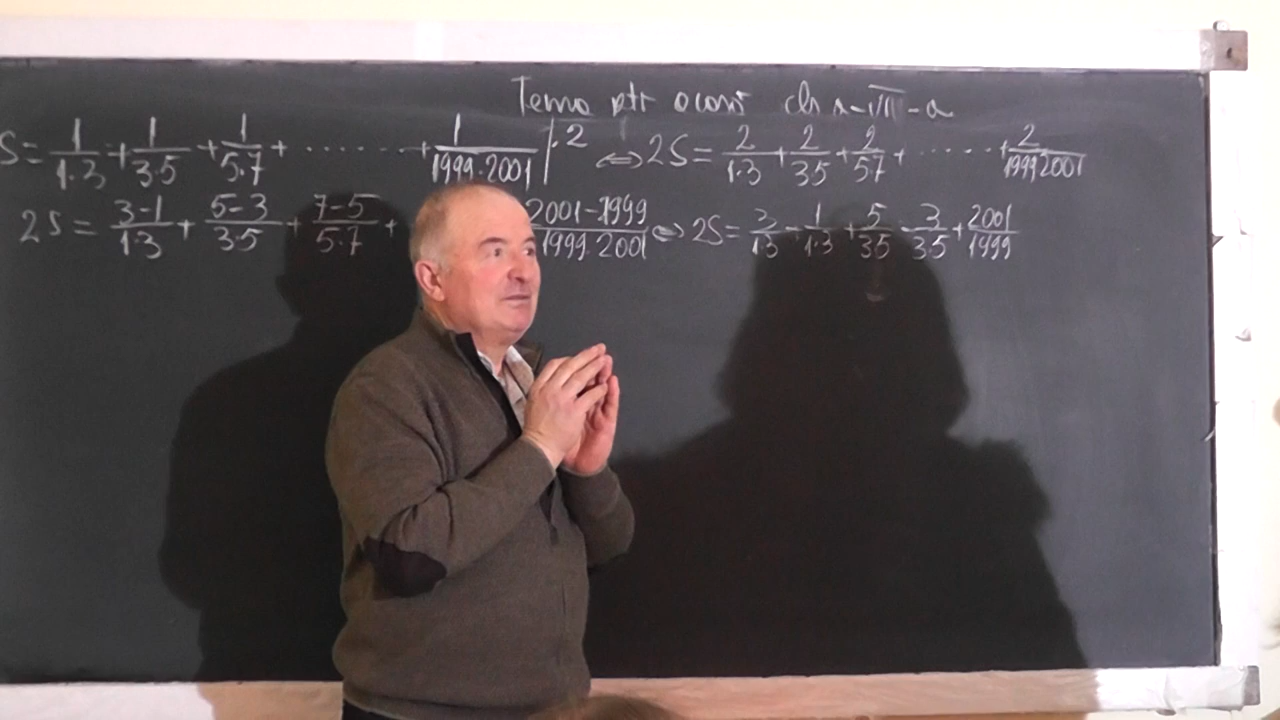 Tema ptr a cls a-VII-a
S= 1/1·3 + 1/3·5 + 1/5·7 + ........ + 1/1999·2001 |·2 ⇔ 2S= 2/1·3 + 2/3·5 + 2/5·7 + ....... + 2/1999·2001
2S = 3-1/1·3 + 5-3/3·5 + 7-5/5·7 + 2001-1999/1999·2001 ⇔ 2S= 3/1·3 - 1/1·3 + 5/3·5 - 3/3·5 + 2001/1999